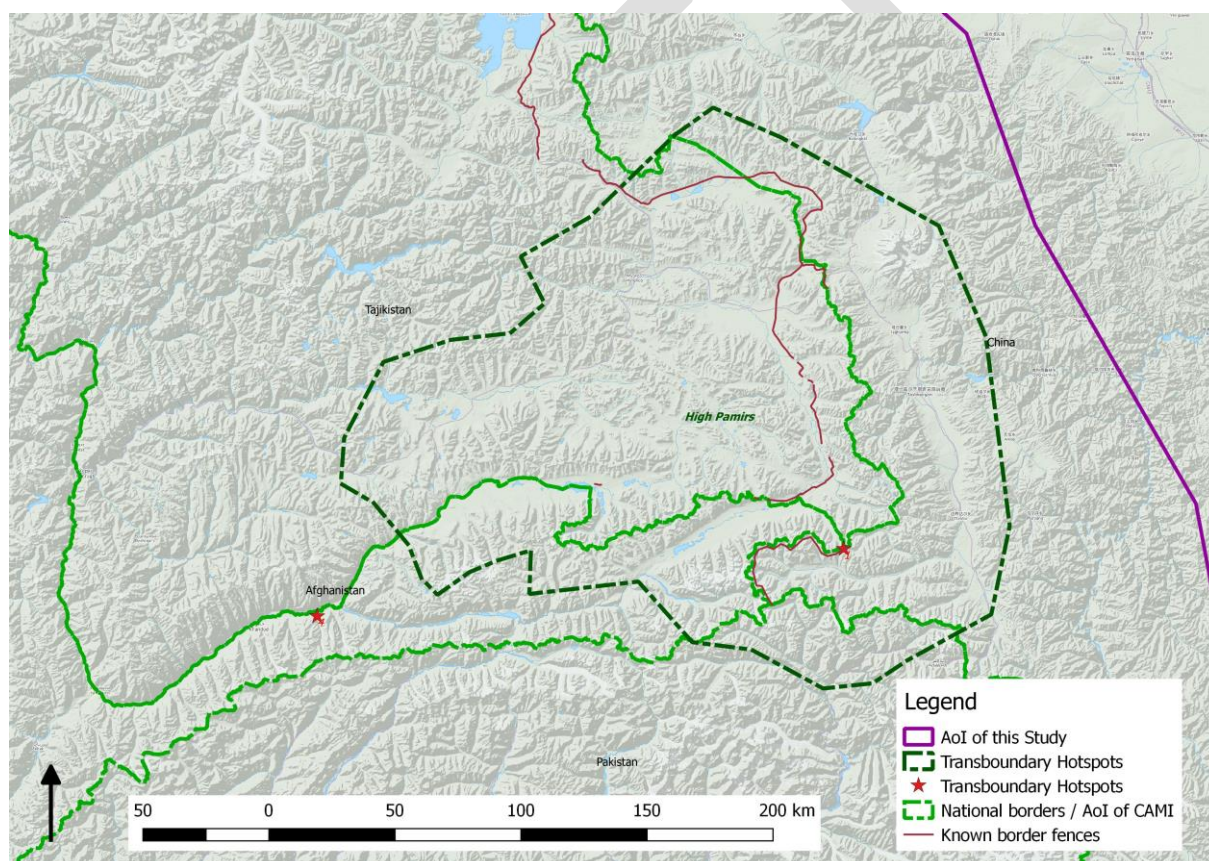 Tajikistan
China
High Pamirs
Afghanistan
Pakistan
Legend
AoI of this Study
Transboundary Hotspots
Transboundary Hotspots
National borders / AoI of CAMI
Known border fences
50 0 50 100 150 200 km